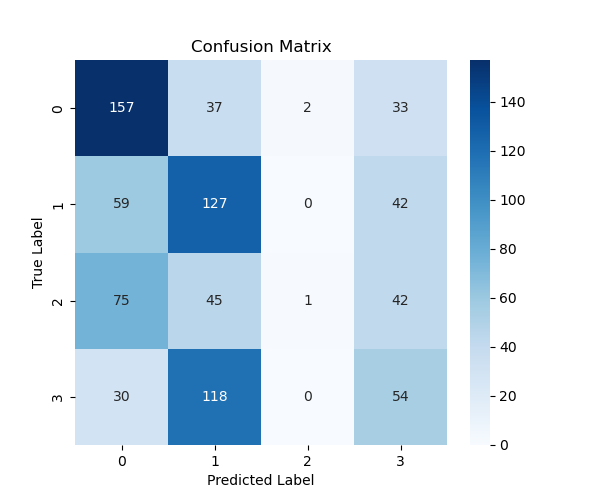 Confusion Matrix
True Label
0 157 37 2 33
1 59 127 0 42
2 75 45 1 42
3 30 118 0 54
0 1 2 3
Predicted Label
140
120
100
80
60
40
20
0